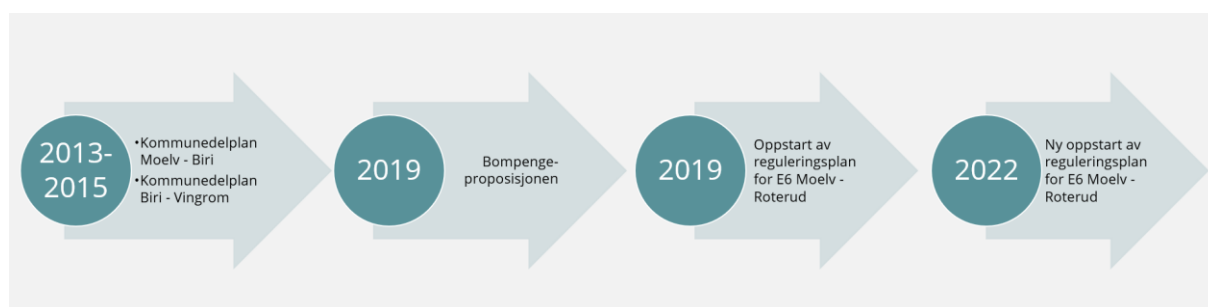 2013-
2015
•Kommunedelplan
Moelv - Biri
•Kommunedelplan
Biri - Vingrom
2019
Bompenge-
proposisjonen
2019
Oppstart av
reguleringsplan
for E6 Moelv -
Roterud
2022
Ny oppstart av
reguleringsplan
for E6 Moelv -
Roterud